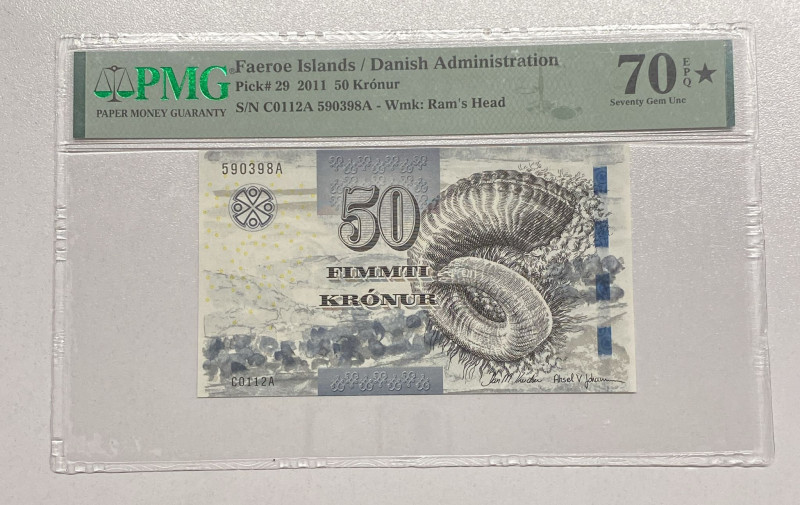 PMG
PAPER MONEY GUARANTY
Faeroe Islands / Danish Administration
Pick# 29 2011 50 Krónur
S/N C0112A 590398A - Wmk: Ram's Head
70 EPQ ★
Seventy Gem Unc
590398A
50
FIMMTI
KRÓNUR
C0112A